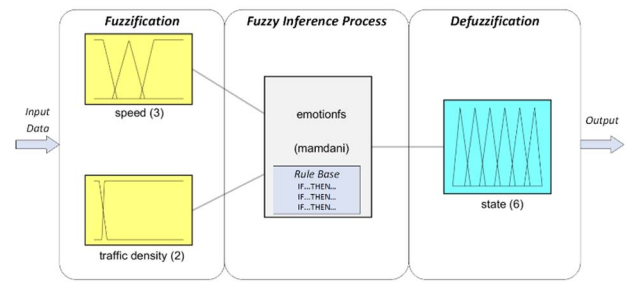 Fuzzification
Fuzzy Inference Process
Defuzzification
Input
Data
speed (3)
traffic density (2)
emotionfs
(mamdani)
Rule Base
IF...THEN...
IF...THEN...
IF...THEN...
state (6)
Output